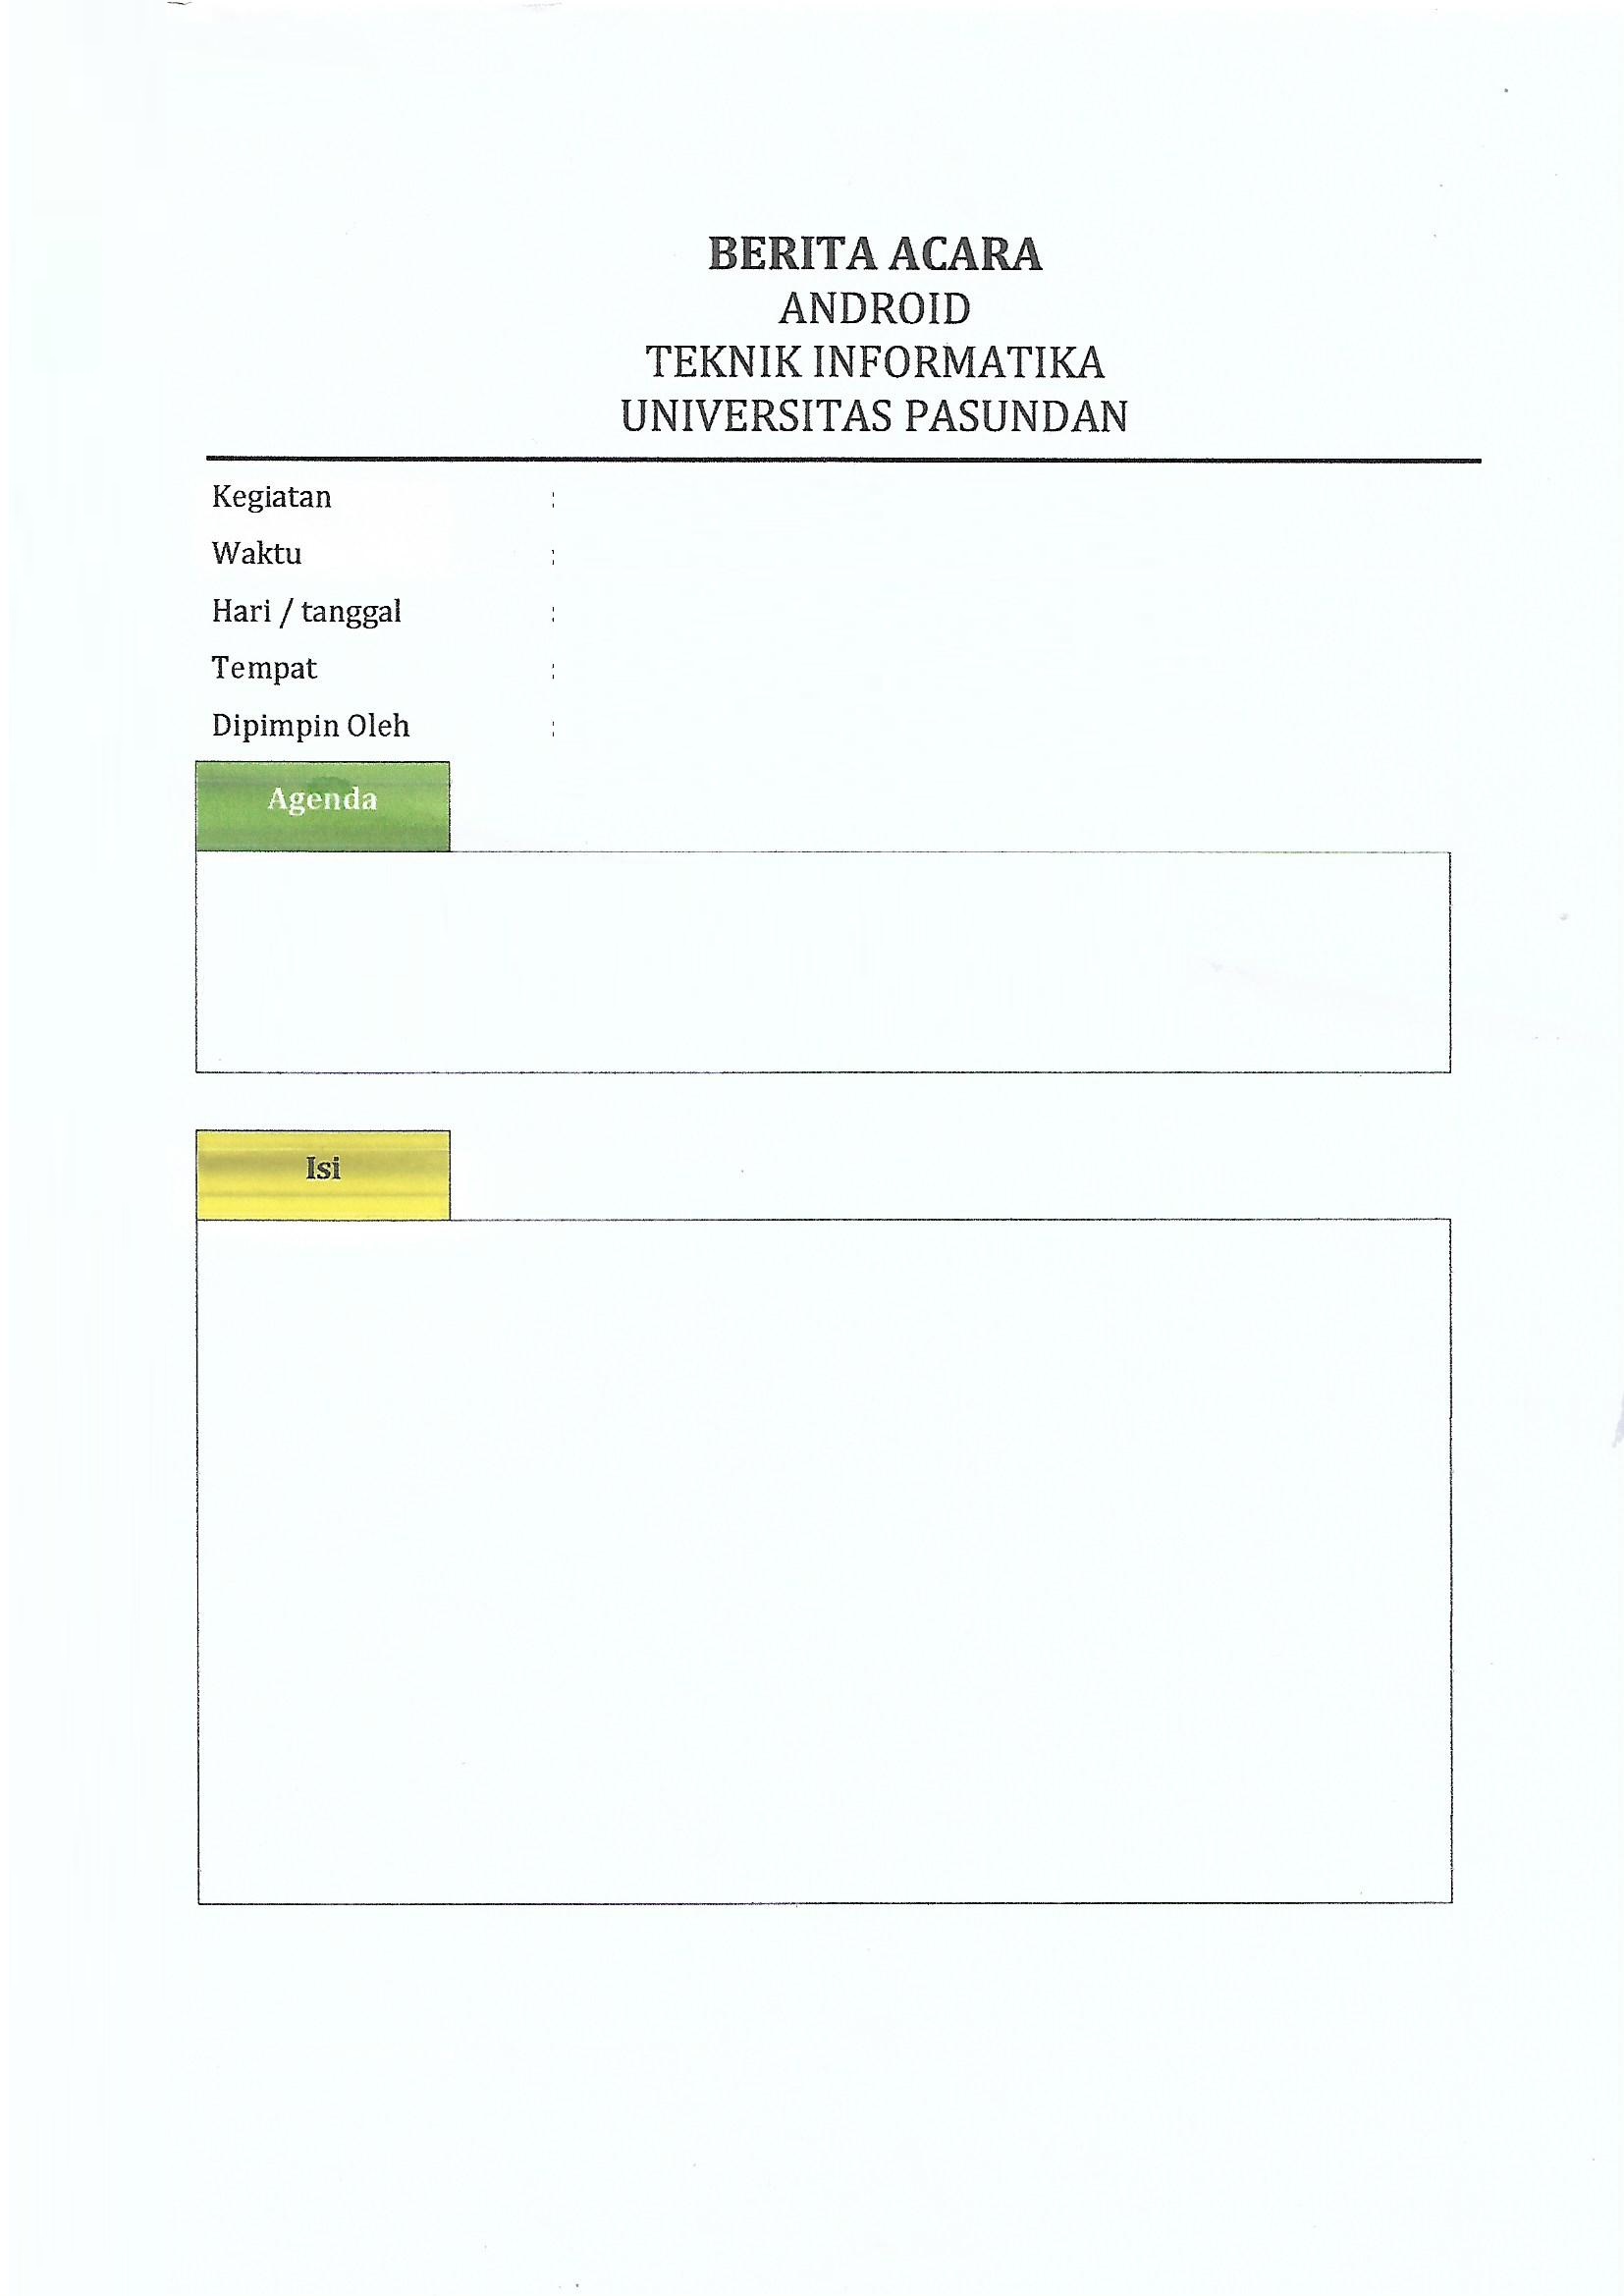 BERITA ACARA
ANDROID
TEKNIK INFORMATIKA
UNIVERSITAS PASUNDAN
Kegiatan :
Waktu :
Hari / tanggal :
Tempat :
Dipimpin Oleh :
Agenda
Isi